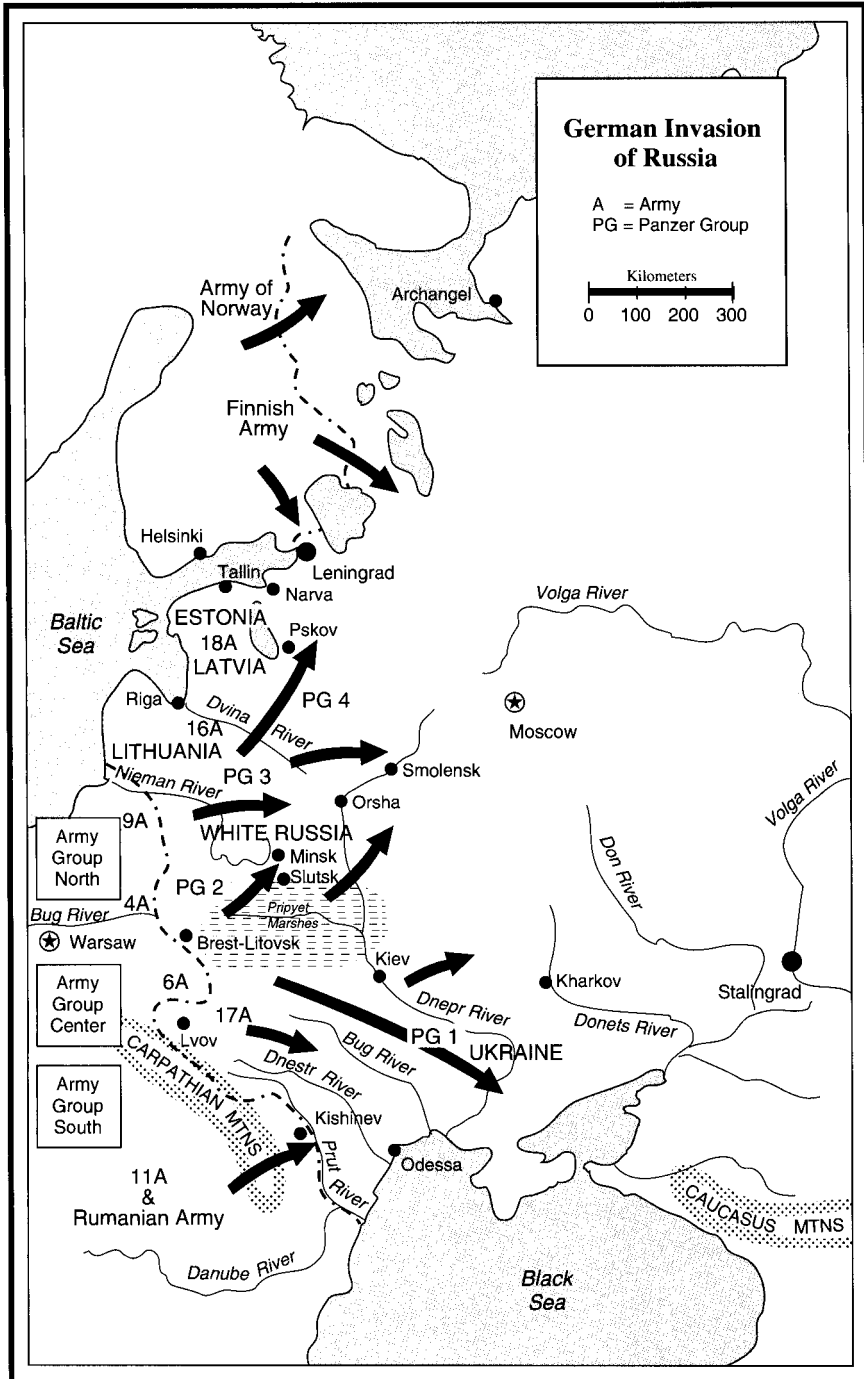 German Invasion
of Russia
A = Army
PG = Panzer Group
Kilometers
0 100 200 300
Army of
Norway
Archangel
Finnish
Army
Helsinki
Leningrad
Tallin
Narva
Volga River
Baltic
Sea
ESTONIA
18A
Pskov
LATVIA
Riga
PG 4
Dvina River
Moscow
16A
LITHUANIA
Smolensk
Nieman River
PG 3
Orsha
Volga River
9A
WHITE RUSSIA
Army
Group
North
Don River
Minsk
PG 2
Slutsk
4A
Bug River
Pripyet
Marshes
Warsaw
Brest-Litovsk
Kiev
6A
Kharkov
Stalingrad
Army
Group
Center
Dnepr River
17A
Donets River
Lvov
PG 1
UKRAINE
Bug River
Dnestr River
CARPATHIAN MTNS
Army
Group
South
Kishinev
Prut
River
Odessa
11A
&
Rumanian Army
CAUCASUS MTNS
Danube River
Black
Sea